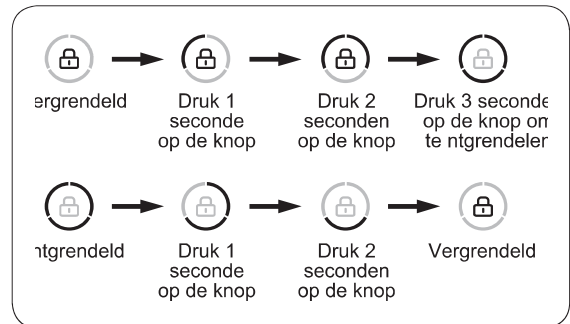 ergrendeld
Druk 1
seconde
op de knop
Druk 2
seconden
op de knop
Druk 3 seconde
op de knop om
te ntgrendelen
ntgrendeld
Druk 1
seconde
op de knop
Druk 2
seconden
op de knop
Vergrendeld